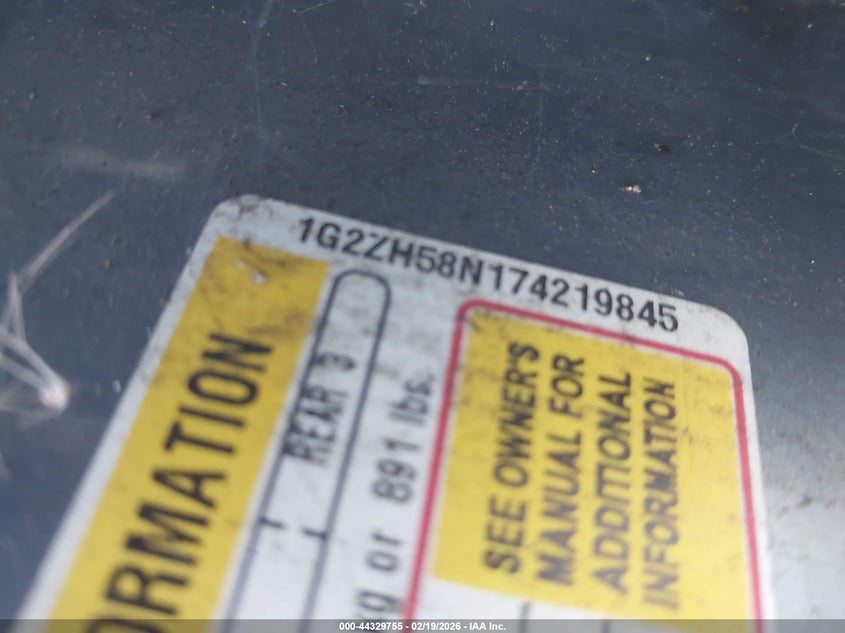 1G2ZH58N174219845
ORMATION
REAR 3
kg or 891 lbs.
SEE OWNER'S
MANUAL FOR
ADDITIONAL
INFORMATION
000-44329755 - 02/19/2026 - IAA Inc.